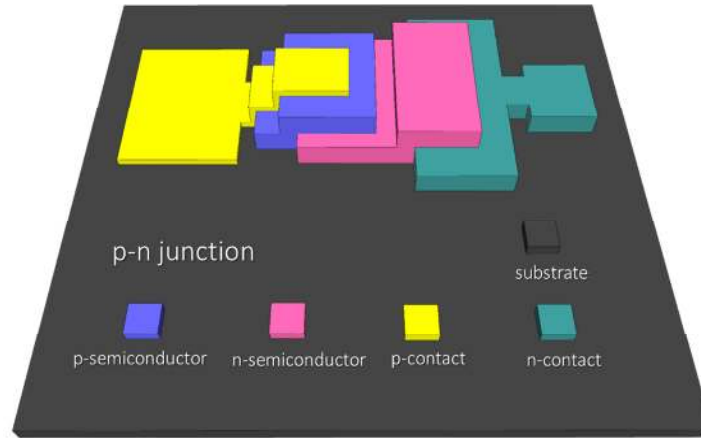 p-n junction
substrate
p-semiconductor
n-semiconductor
p-contact
n-contact